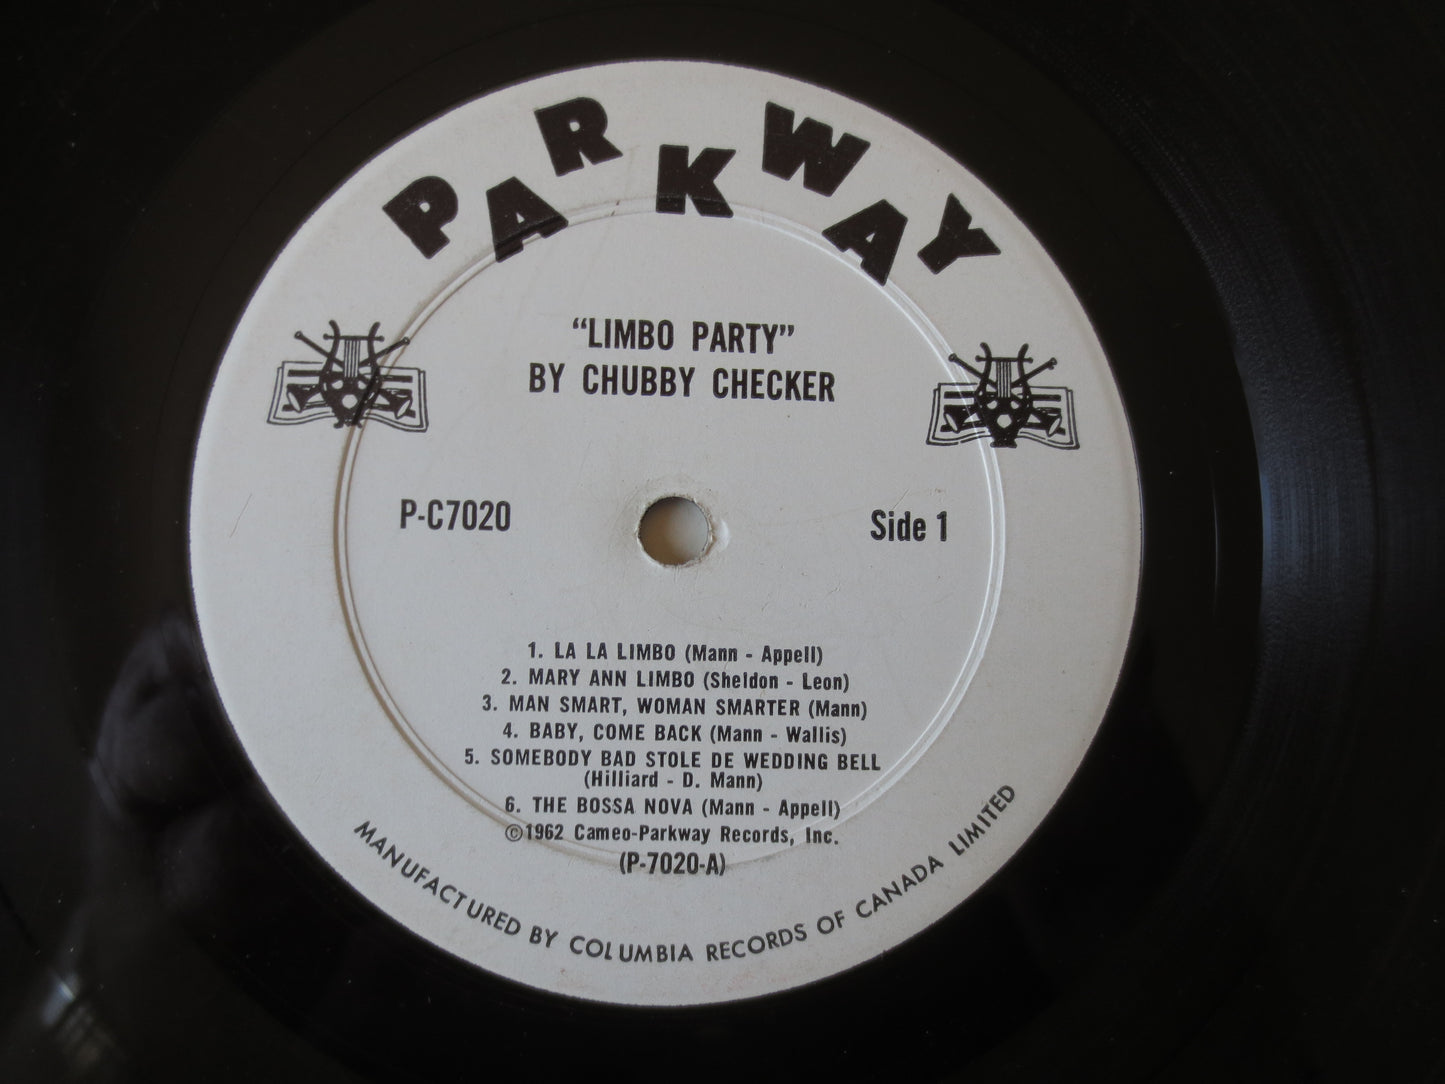 PARKWAY
“LIMBO PARTY”
BY CHUBBY CHECKER
P-C7020
Side 1
1. LA LA LIMBO (Mann - Appell)
2. MARY ANN LIMBO (Sheldon - Leon)
3. MAN SMART, WOMAN SMARTER (Mann)
4. BABY, COME BACK (Mann - Wallis)
5. SOMEBODY BAD STOLE DE WEDDING BELL
(Hilliard - D. Mann)
6. THE BOSSA NOVA (Mann - Appell)
©1962 Cameo-Parkway Records, Inc.
(P-7020-A)
MANUFACTURED BY COLUMBIA RECORDS OF CANADA LIMITED